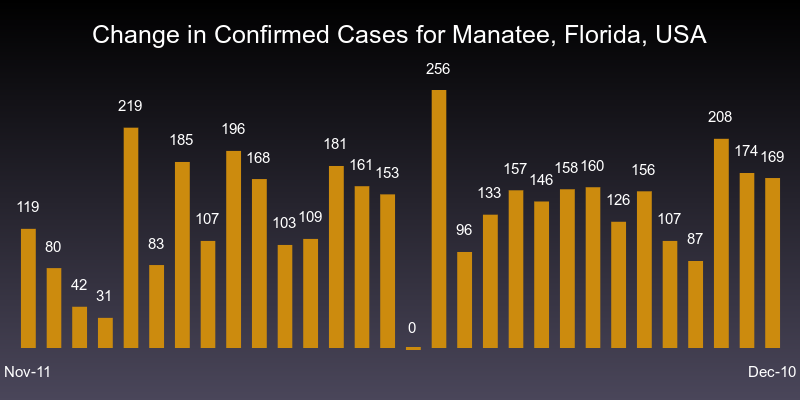 Change in Confirmed Cases for Manatee, Florida, USA
119 80 42 31 219 83 185 107 196 168 103 109 181 161 153 0 256 96 133 157 146 158 160 126 156 107 87 208 174 169
Nov-11 Dec-10